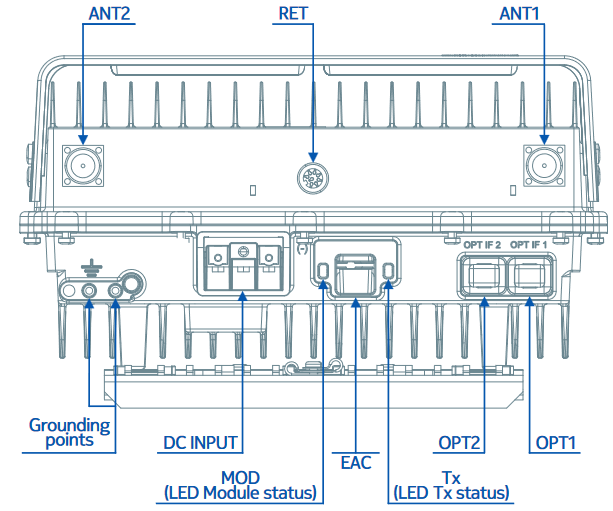 ANT2
RET
ANT1
(-)
OPT IF 2 OPT IF 1
Grounding
points
DC INPUT
EAC
OPT2
OPT1
MOD
(LED Module status)
Tx
(LED Tx status)